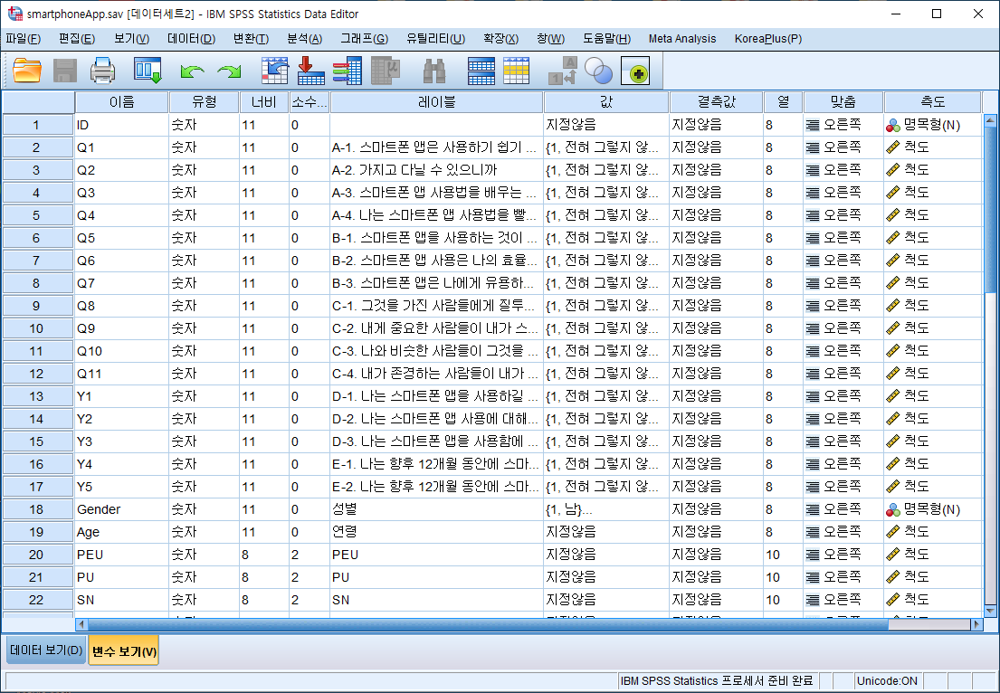 smartphoneApp.sav [데이터세트2] - IBM SPSS Statistics Data Editor
파일(F) 편집(E) 보기(V) 데이터(D) 변환(T) 분석(A) 그래프(G) 유틸리티(U) 확장(X) 창(W) 도움말(H) Meta Analysis KoreaPlus(P)
이름 유형 너비 소수... 레이블 값 결측값 열 맞춤 측도
1 ID 숫자 11 0 지정않음 지정않음 8 오른쪽 명목형(N)
2 Q1 숫자 11 0 A-1. 스마트폰 앱은 사용하기 쉽기 ... {1, 전혀 그렇지 않... 지정않음 8 오른쪽 척도
3 Q2 숫자 11 0 A-2. 가지고 다닐 수 있으니까 {1, 전혀 그렇지 않... 지정않음 8 오른쪽 척도
4 Q3 숫자 11 0 A-3. 스마트폰 앱 사용법을 배우는 ... {1, 전혀 그렇지 않... 지정않음 8 오른쪽 척도
5 Q4 숫자 11 0 A-4. 나는 스마트폰 앱 사용법을 빨... {1, 전혀 그렇지 않... 지정않음 8 오른쪽 척도
6 Q5 숫자 11 0 B-1. 스마트폰 앱을 사용하는 것이 ... {1, 전혀 그렇지 않... 지정않음 8 오른쪽 척도
7 Q6 숫자 11 0 B-2. 스마트폰 앱 사용은 나의 효율... {1, 전혀 그렇지 않... 지정않음 8 오른쪽 척도
8 Q7 숫자 11 0 B-3. 스마트폰 앱은 나에게 유용하... {1, 전혀 그렇지 않... 지정않음 8 오른쪽 척도
9 Q8 숫자 11 0 C-1. 그것을 가진 사람들에게 질투... {1, 전혀 그렇지 않... 지정않음 8 오른쪽 척도
10 Q9 숫자 11 0 C-2. 내게 중요한 사람들이 내가 스... {1, 전혀 그렇지 않... 지정않음 8 오른쪽 척도
11 Q10 숫자 11 0 C-3. 나와 비슷한 사람들이 그것을 ... {1, 전혀 그렇지 않... 지정않음 8 오른쪽 척도
12 Q11 숫자 11 0 C-4. 내가 존경하는 사람들이 내가 ... {1, 전혀 그렇지 않... 지정않음 8 오른쪽 척도
13 Y1 숫자 11 0 D-1. 나는 스마트폰 앱을 사용하길 ... {1, 전혀 그렇지 않... 지정않음 8 오른쪽 척도
14 Y2 숫자 11 0 D-2. 나는 스마트폰 앱 사용에 대해... {1, 전혀 그렇지 않... 지정않음 8 오른쪽 척도
15 Y3 숫자 11 0 D-3. 나는 스마트폰 앱을 사용함에 ... {1, 전혀 그렇지 않... 지정않음 8 오른쪽 척도
16 Y4 숫자 11 0 E-1. 나는 향후 12개월 동안에 스마... {1, 전혀 그렇지 않... 지정않음 8 오른쪽 척도
17 Y5 숫자 11 0 E-2. 나는 향후 12개월 동안에 스마... {1, 전혀 그렇지 않... 지정않음 8 오른쪽 척도
18 Gender 숫자 11 0 성별 {1, 남}... 지정않음 8 오른쪽 명목형(N)
19 Age 숫자 11 0 연령 지정않음 지정않음 8 오른쪽 척도
20 PEU 숫자 8 2 PEU 지정않음 지정않음 10 오른쪽 척도
21 PU 숫자 8 2 PU 지정않음 지정않음 10 오른쪽 척도
22 SN 숫자 8 2 SN 지정않음 지정않음 10 오른쪽 척도
데이터 보기(D) 변수 보기(V)
IBM SPSS Statistics 프로세서 준비 완료 Unicode:ON